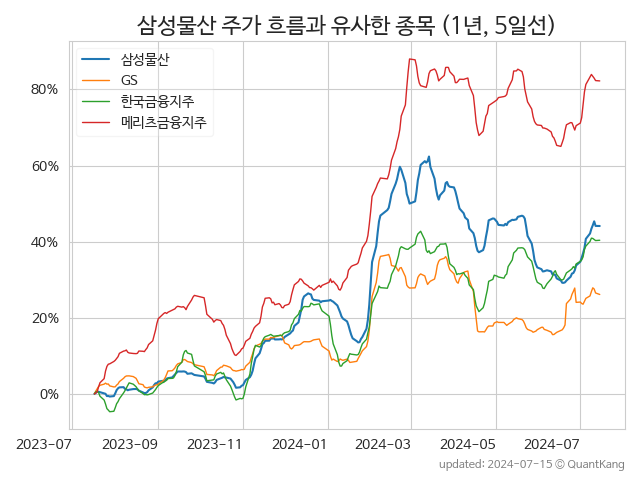 삼성물산 주가 흐름과 유사한 종목 (1년, 5일선)
삼성물산
GS
한국금융지주
메리츠금융지주
80%
60%
40%
20%
0%
2023-07 2023-09 2023-11 2024-01 2024-03 2024-05 2024-07
updated: 2024-07-15 © QuantKang